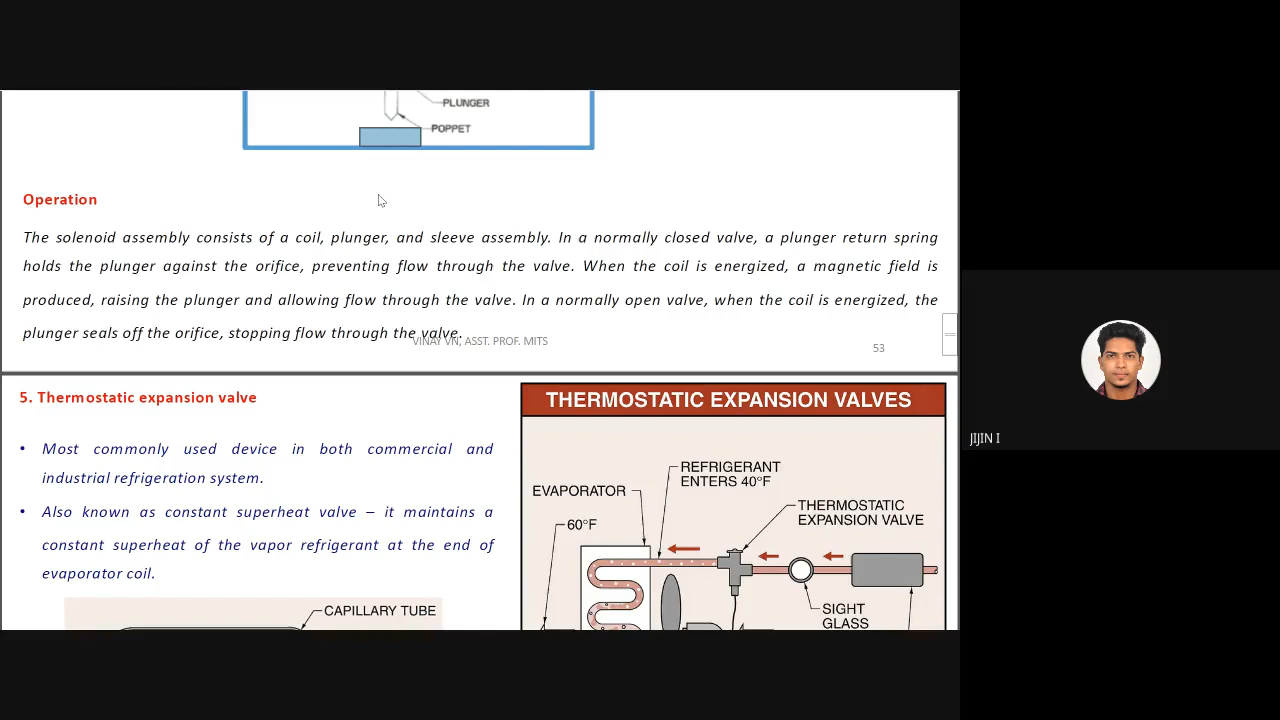 PLUNGER
POPPET
Operation
The solenoid assembly consists of a coil, plunger, and sleeve assembly. In a normally closed valve, a plunger return spring
holds the plunger against the orifice, preventing flow through the valve. When the coil is energized, a magnetic field is
produced, raising the plunger and allowing flow through the valve. In a normally open valve, when the coil is energized, the
plunger seals off the orifice, stopping flow through the valve.
VINAY VN, ASST. PROF. MITS
53
5. Thermostatic expansion valve
• Most commonly used device in both commercial and
industrial refrigeration system.
• Also known as constant superheat valve – it maintains a
constant superheat of the vapor refrigerant at the end of
evaporator coil.
CAPILLARY TUBE
THERMOSTATIC EXPANSION VALVES
REFRIGERANT
ENTERS 40°F
EVAPORATOR
THERMOSTATIC
EXPANSION VALVE
60°F
SIGHT
GLASS
JIJIN I